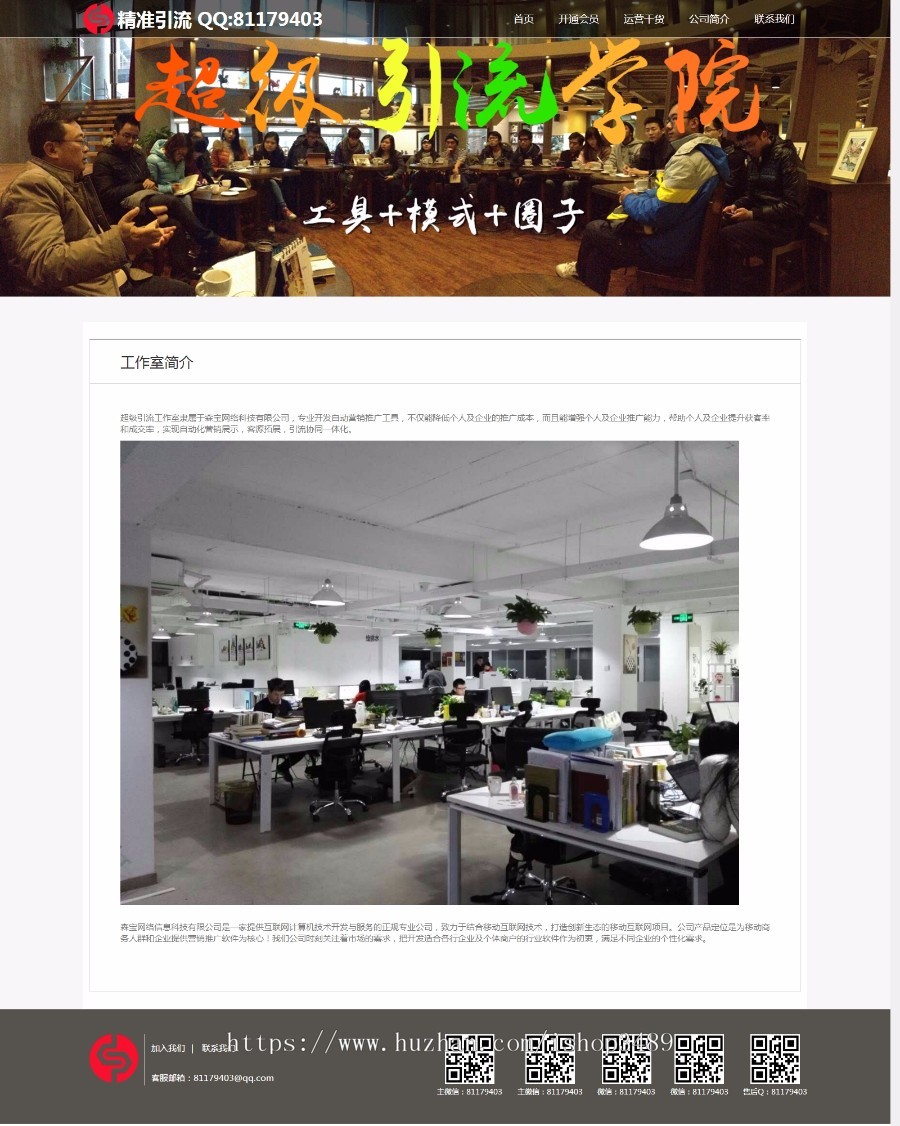 精准引流 QQ:81179403
首页 开通会员 运营干货 公司简介 联系我们
超级引流学院
工具+模式+圈子
工作室简介
超级引流工作室隶属于森宝网络科技有限公司，专业开发自动营销推广工具，不仅能降低个人及企业的推广成本，而且能增强个人及企业推广能力，帮助个人及企业提升获客率
和成交率，实现自动化营销展示，客源拓展，引流协同一体化。
森宝网络信息科技有限公司是一家提供互联网计算机技术开发与服务的正规专业公司，致力于结合移动互联网技术，打造创新生态的移动互联网项目。公司产品定位是为移动商
务人群和企业提供营销推广软件为核心！我们公司时刻关注着市场的需求，把开发适合各行企业及个体商户的行业软件作为初衷，满足不同企业的个性化需求。
加入我们 | 联系我们
https://www.huzhan.com/ishop3489
客服邮箱：81179403@qq.com
主微信：81179403 主微信：81179403 微信：81179403 微信：81179403 售后Q：81179403